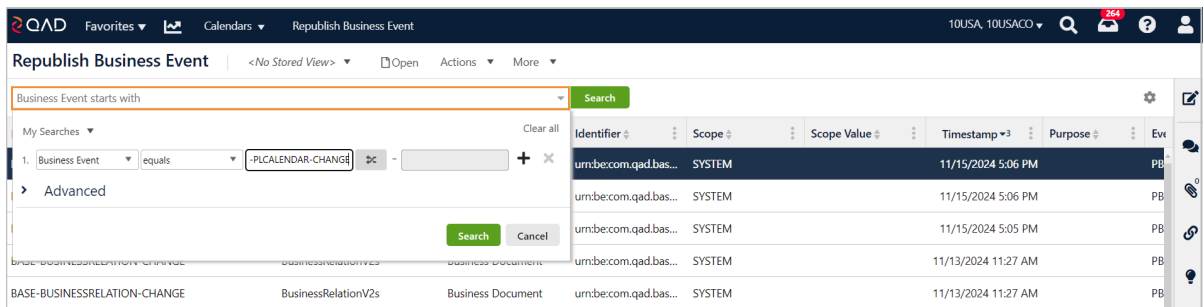 QAD Favorites ▾ Calendars ▾ Republish Business Event 10USA, 10USACO ▾ 264
Republish Business Event <No Stored View> ▼ Open Actions ▼ More ▼
Business Event starts with Search
My Searches ▼ Clear all Identifier Scope Scope Value Timestamp ▾3 Purpose Eve
1. Business Event equals -PLCALENDAR-CHANGE - urn:be:com.qad.bas... SYSTEM 11/15/2024 5:06 PM PB
Advanced 0
urn:be:com.qad.bas... SYSTEM 11/15/2024 5:06 PM PB
Search Cancel urn:be:com.qad.bas... SYSTEM 11/15/2024 5:05 PM PB
BASE-BUSINESSRELATION-CHANGE BusinessRelationV2s Business Document urn:be:com.qad.bas... SYSTEM 11/13/2024 11:27 AM PB
BASE-BUSINESSRELATION-CHANGE BusinessRelationV2s Business Document urn:be:com.qad.bas... SYSTEM 11/13/2024 11:27 AM PB